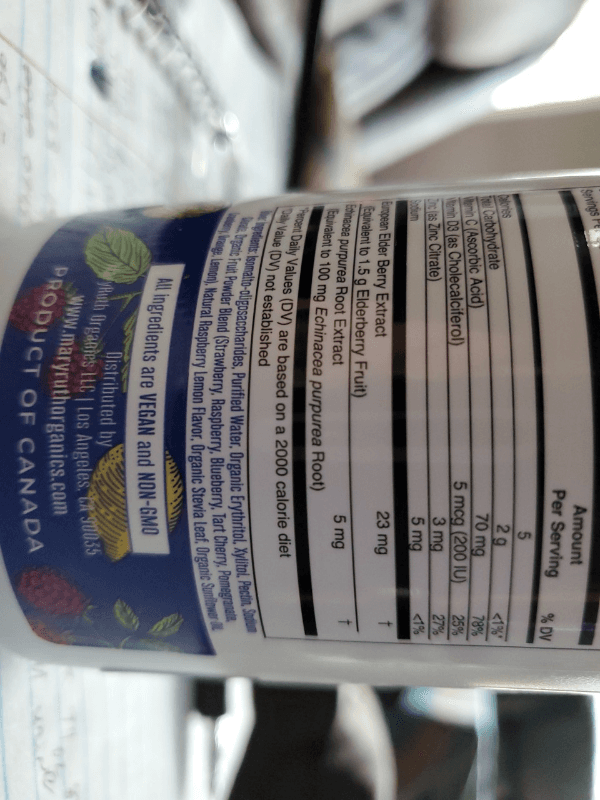 Servings Per
Amount
Per Serving % DV
Calories 5
Total Carbohydrate 2 g <1%*
Vitamin C (Ascorbic Acid) 70 mg 78%
Vitamin D3 (as Cholecalciferol) 5 mcg (200 IU) 25%
Zinc (as Zinc Citrate) 3 mg 27%
Sodium 5 mg <1%
European Elder Berry Extract 23 mg †
(Equivalent to 1.5 g Elderberry Fruit)
Echinacea purpurea Root Extract 5 mg †
(Equivalent to 100 mg Echinacea purpurea Root)
Percent Daily Values (DV) are based on a 2000 calorie diet
Daily Value (DV) not established
Ingredients: Isomalto-oligosaccharides, Purified Water, Organic Erythritol, Xylitol, Pectin, Sodium
Organic Fruit Powder Blend (Strawberry, Raspberry, Blueberry, Tart Cherry, Pomegranate,
Orange, Lemon), Natural Raspberry Lemon Flavor, Organic Stevia Leaf, Organic Sunflower Oil,
All ingredients are VEGAN and NON-GMO
Distributed by
Organics LLC | Los Angeles, CA 90035
www.maryruthorganics.com
PRODUCT OF CANADA